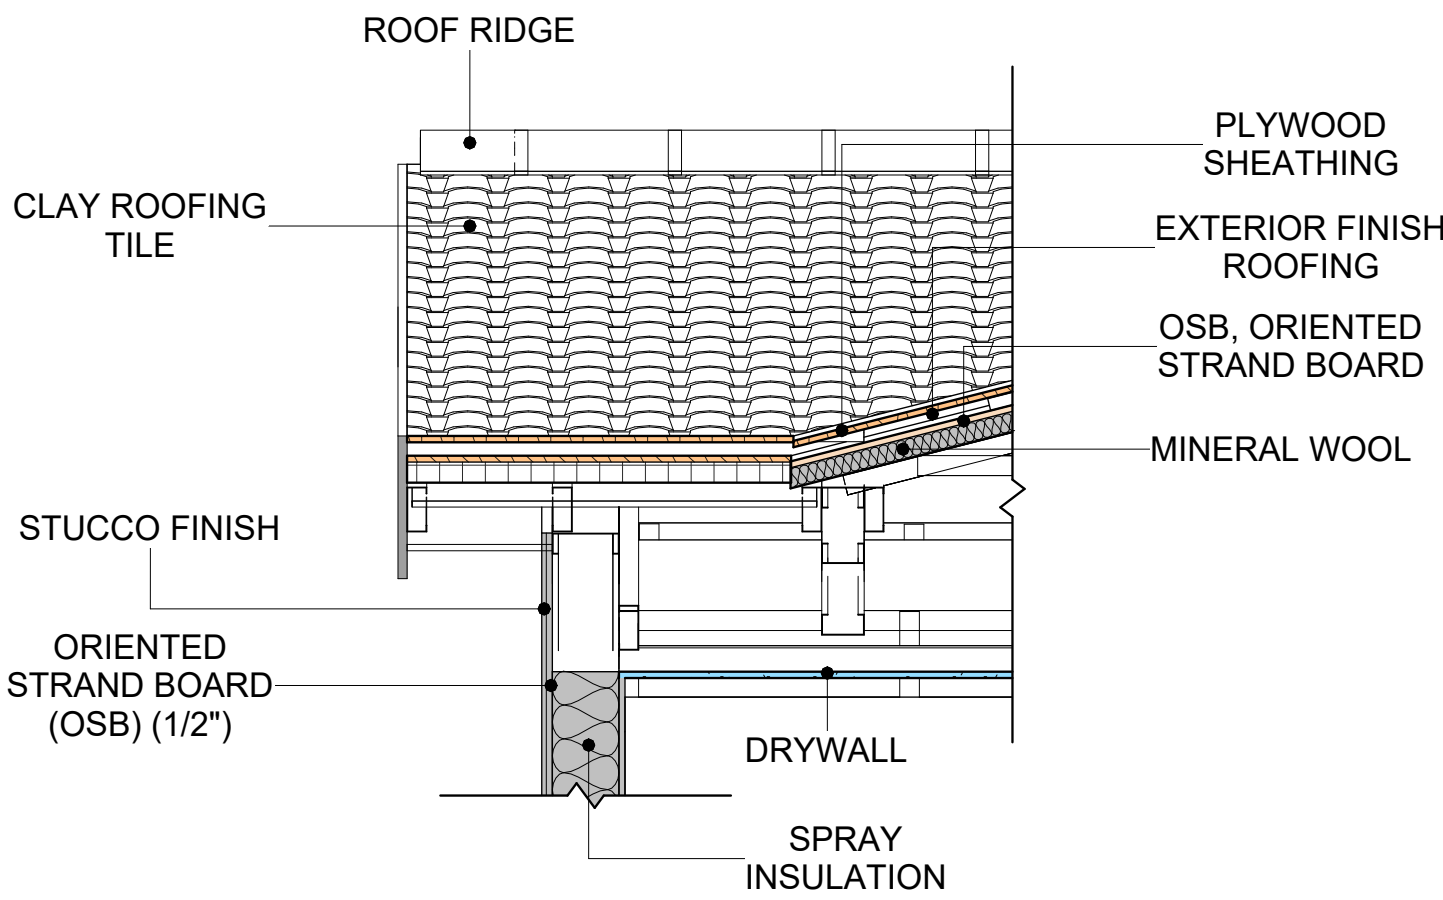 ROOF RIDGE
PLYWOOD
SHEATHING
CLAY ROOFING
TILE
EXTERIOR FINISH
ROOFING
OSB, ORIENTED
STRAND BOARD
MINERAL WOOL
STUCCO FINISH
ORIENTED
STRAND BOARD
(OSB) (1/2")
DRYWALL
SPRAY
INSULATION